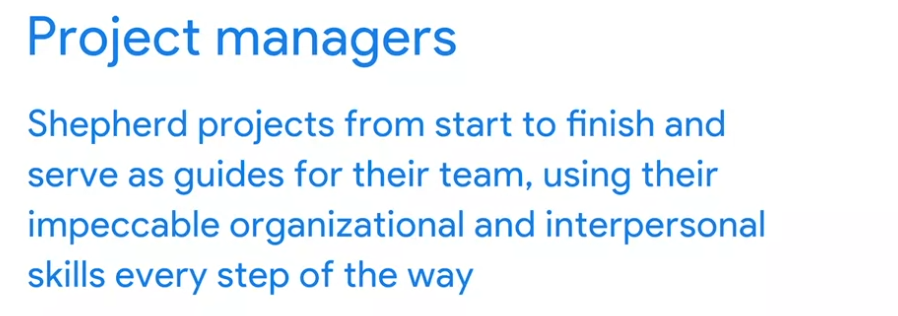 Project managers
Shepherd projects from start to finish and
serve as guides for their team, using their
impeccable organizational and interpersonal
skills every step of the way